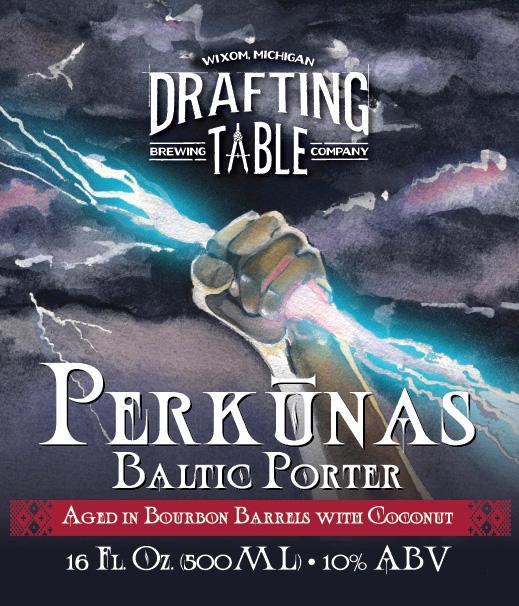 WIXOM, MICHIGAN
DRAFTING
BREWING TABLE COMPANY
PERKŪNAS
BALTIC PORTER
AGED IN BOURBON BARRELS WITH COCONUT
16 FL. OZ. (500 ML) • 10% ABV